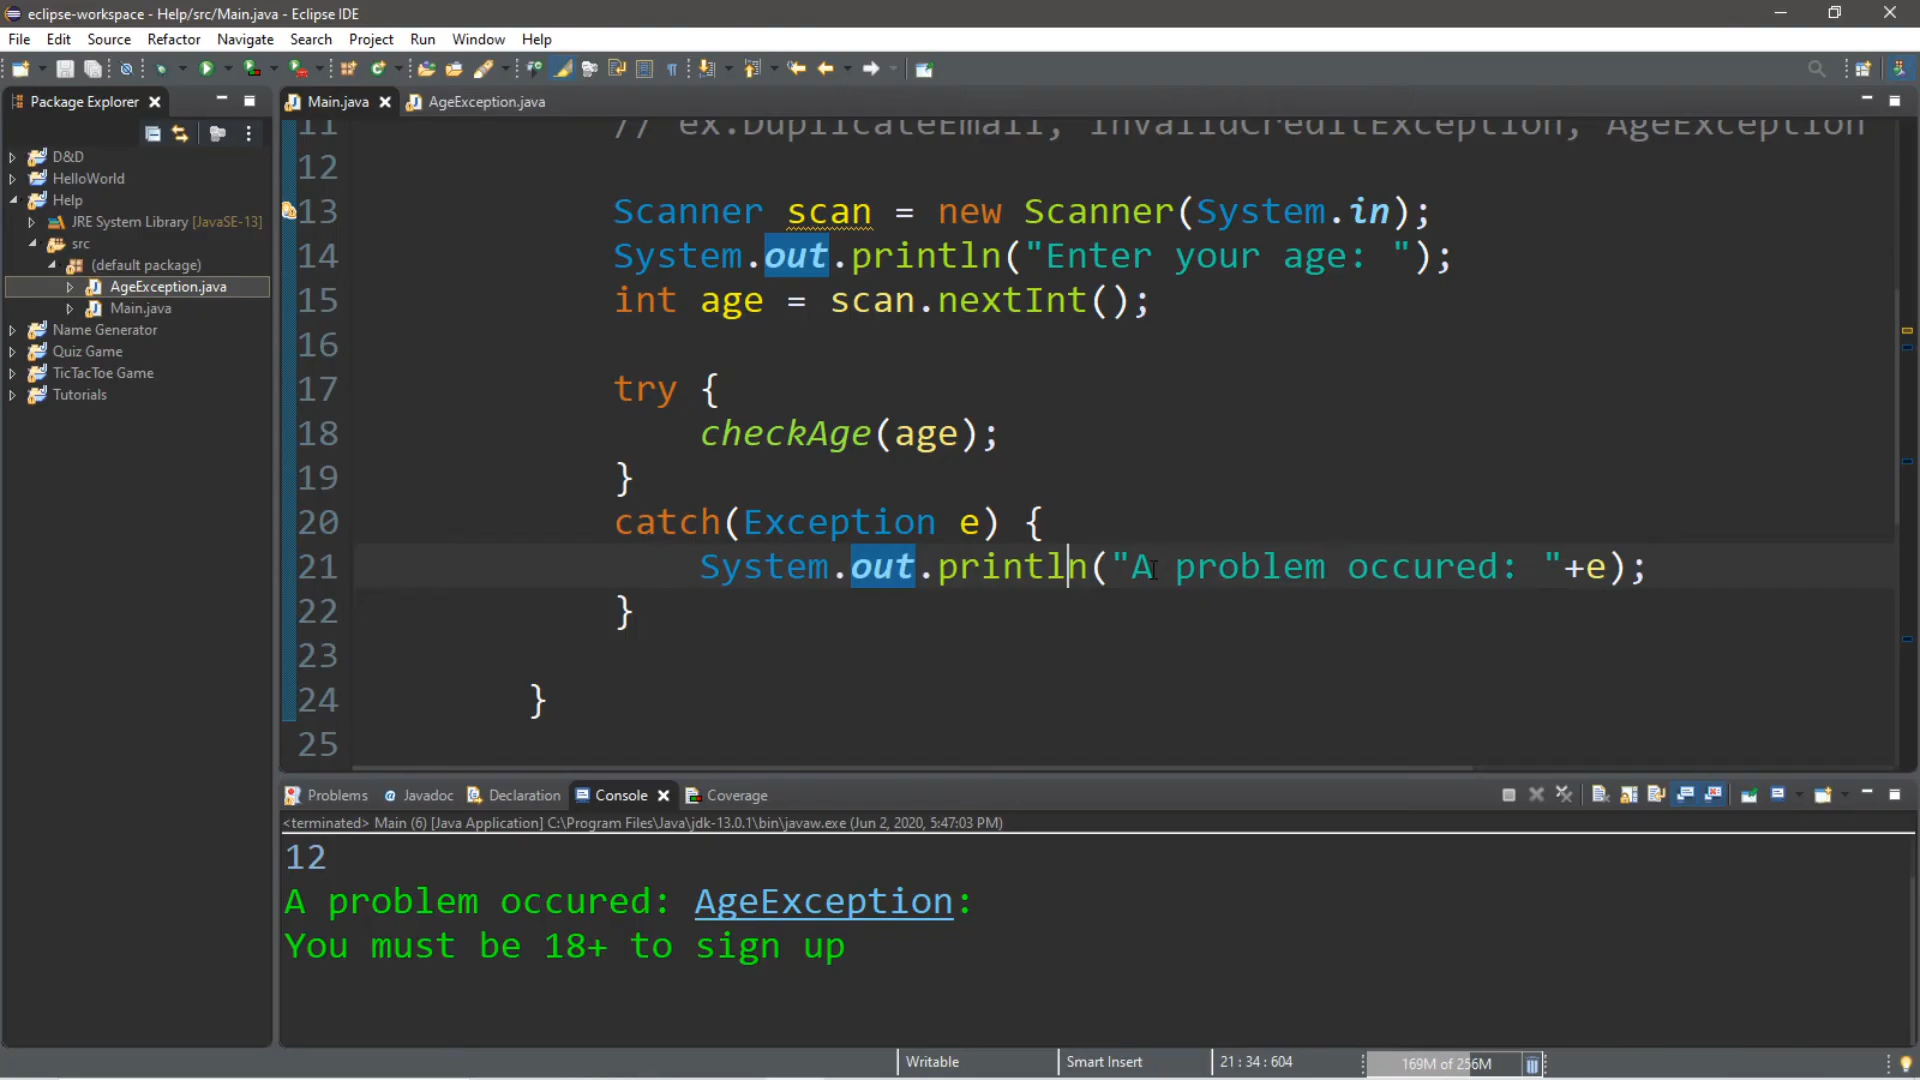 eclipse-workspace - Help/src/Main.java - Eclipse IDE
File Edit Source Refactor Navigate Search Project Run Window Help
Package Explorer
Main.java
AgeException.java
D&D
HelloWorld
Help
JRE System Library [JavaSE-13]
src
(default package)
AgeException.java
Main.java
Name Generator
Quiz Game
TicTacToe Game
Tutorials
11 // ex.DuplicateEmail, InvalidCreditException, AgeException
12
13 Scanner scan = new Scanner(System.in);
14 System.out.println("Enter your age: ");
15 int age = scan.nextInt();
16
17 try {
18 checkAge(age);
19 }
20 catch(Exception e) {
21 System.out.println("A problem occured: "+e);
22 }
23
24 }
25
Problems Javadoc Declaration Console Coverage
<terminated> Main (6) [Java Application] C:\Program Files\Java\jdk-13.0.1\bin\javaw.exe (Jun 2, 2020, 5:47:03 PM)
12
A problem occured: AgeException:
You must be 18+ to sign up
Writable Smart Insert 21 : 34 : 604 169M of 256M